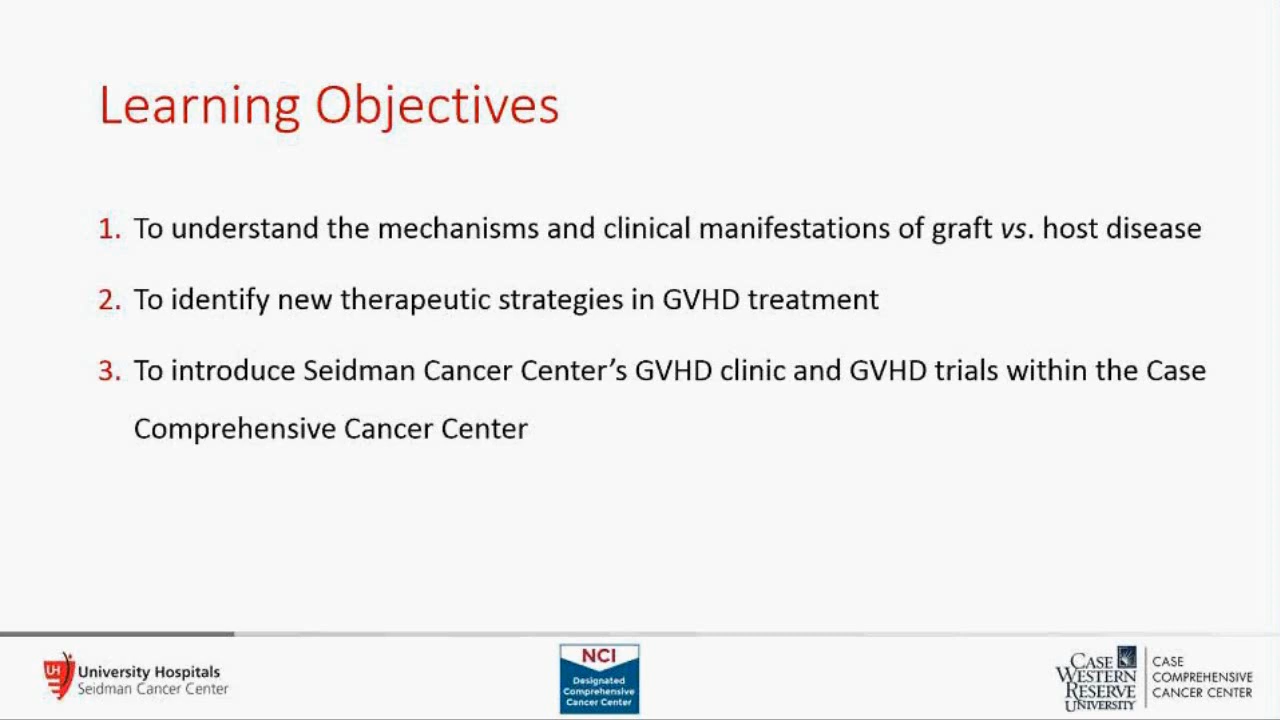 Learning Objectives
1. To understand the mechanisms and clinical manifestations of graft vs. host disease
2. To identify new therapeutic strategies in GVHD treatment
3. To introduce Seidman Cancer Center’s GVHD clinic and GVHD trials within the Case
Comprehensive Cancer Center
UH
University Hospitals
Seidman Cancer Center
NCI
Designated
Comprehensive
Cancer Center
CASE
WESTERN
RESERVE
UNIVERSITY
CASE
COMPREHENSIVE
CANCER CENTER